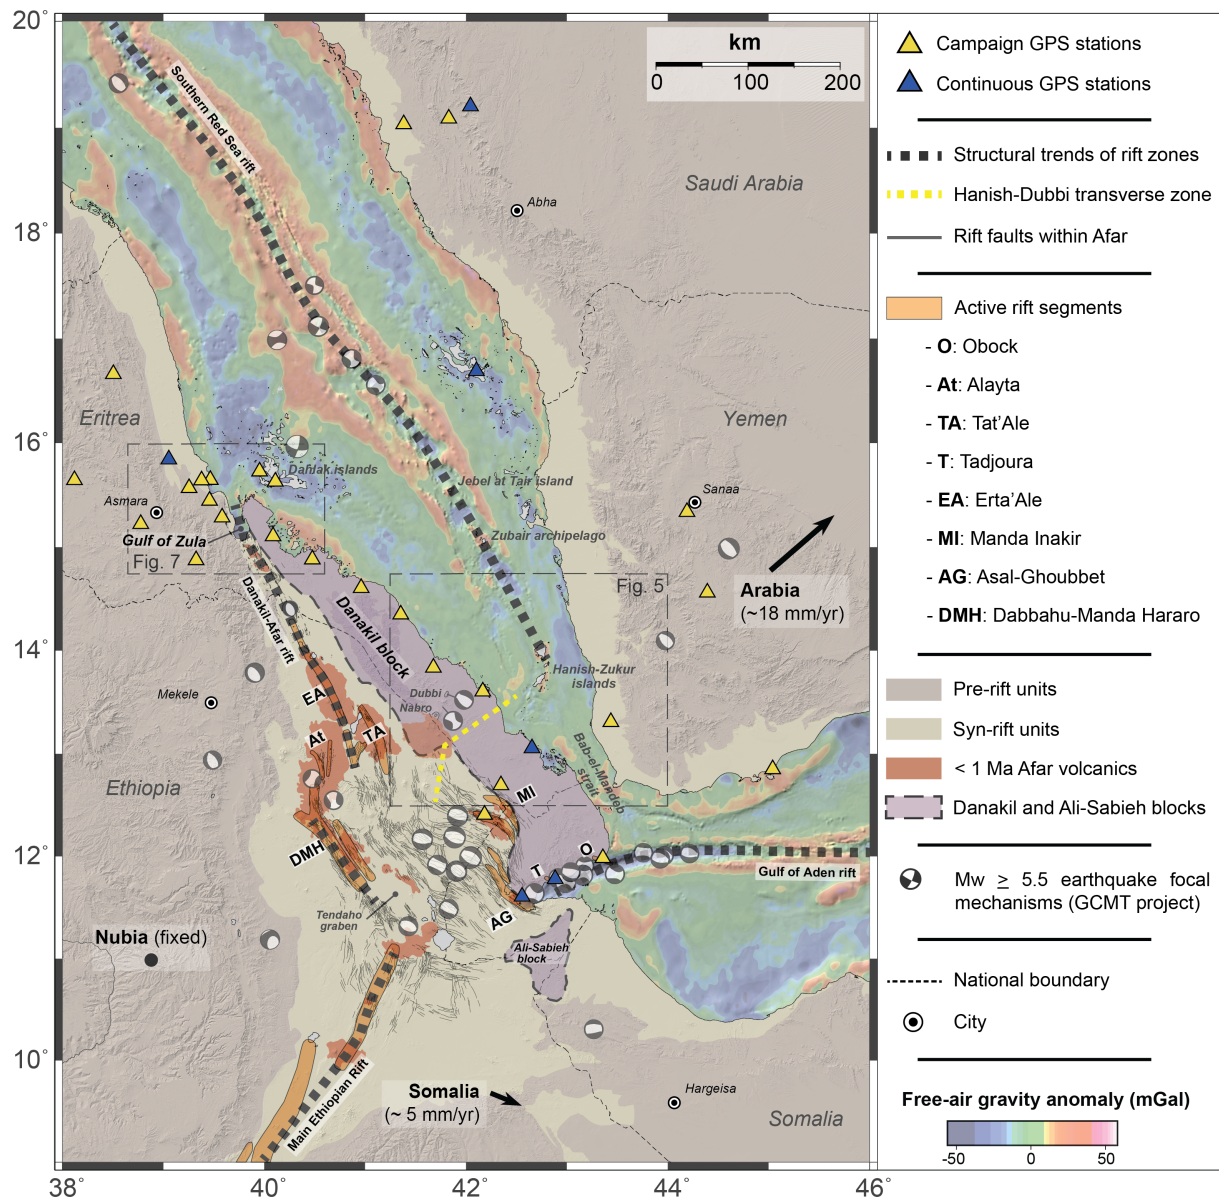 20°
18°
16°
14°
12°
10°
38
40
42
44
46°
km
0
100
200
Southern Red Sea rift
Saudi Arabia
Abha
Yemen
Eritrea
Dahlak islands
Jebel at Tair island
Sanaa
Asmara
Zubair archipelago
Gulf of Zula
Fig. 7
Fig. 5
Arabia
(~18 mm/yr)
Danakil-Afar rift
Danakil block
Hanish-Zukur
islands
Mekele
Dubbi
Nabro
EA
TA
At
Bab-el-Mandeb
strait
Ethiopia
MI
DMH
O
T
Gulf of Aden rift
AG
Tendaho
graben
Nubia (fixed)
Ali-Sabieh
block
Main Ethiopian Rift
Somalia
(~ 5 mm/yr)
Hargeisa
Somalia
Campaign GPS stations
Continuous GPS stations
Structural trends of rift zones
Hanish-Dubbi transverse zone
Rift faults within Afar
Active rift segments
- O: Obock
- At: Alayta
- TA: Tat’Ale
- T: Tadjoura
- EA: Erta’Ale
- MI: Manda Inakir
- AG: Asal-Ghoubbet
- DMH: Dabbahu-Manda Hararo
Pre-rift units
Syn-rift units
< 1 Ma Afar volcanics
Danakil and Ali-Sabieh blocks
Mw ≥ 5.5 earthquake focal
mechanisms (GCMT project)
National boundary
City
Free-air gravity anomaly (mGal)
-50
0
50